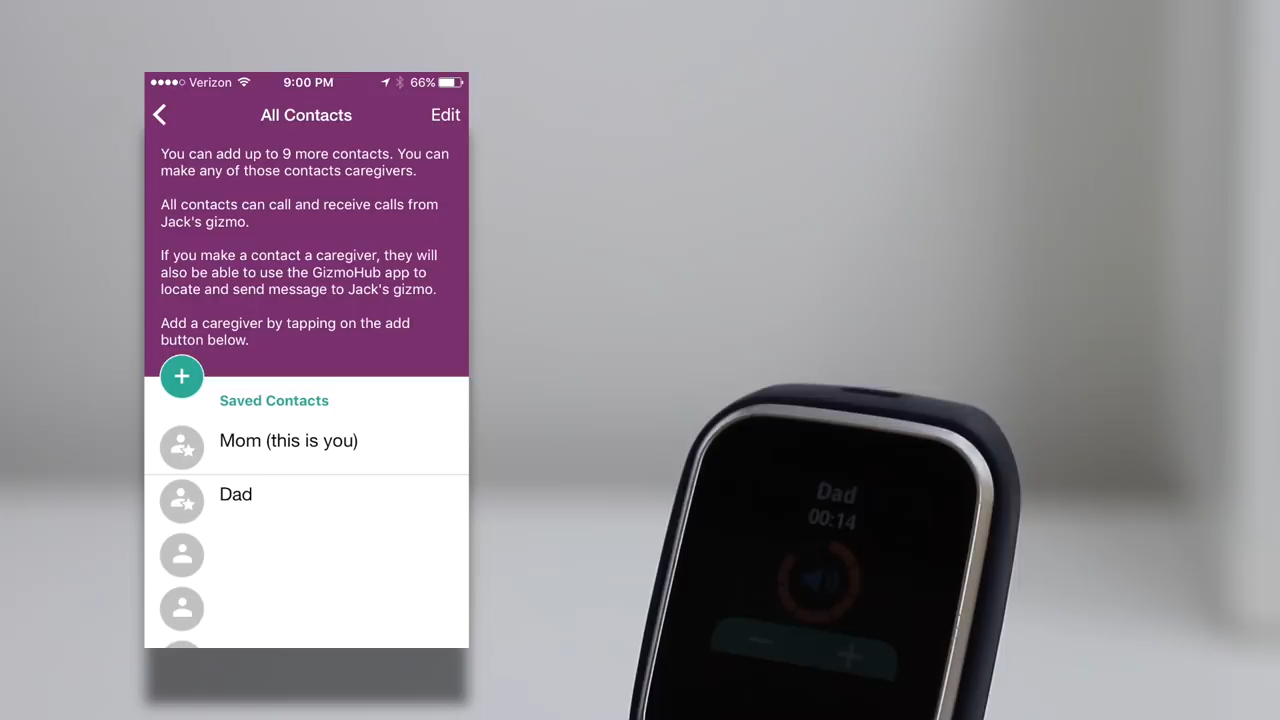 Verizon 9:00 PM 66%
All Contacts Edit
You can add up to 9 more contacts. You can
make any of those contacts caregivers.
All contacts can call and receive calls from
Jack's gizmo.
If you make a contact a caregiver, they will
also be able to use the GizmoHub app to
locate and send message to Jack's gizmo.
Add a caregiver by tapping on the add
button below.
+
Saved Contacts
Mom (this is you)
Dad
Dad
00:14
– +